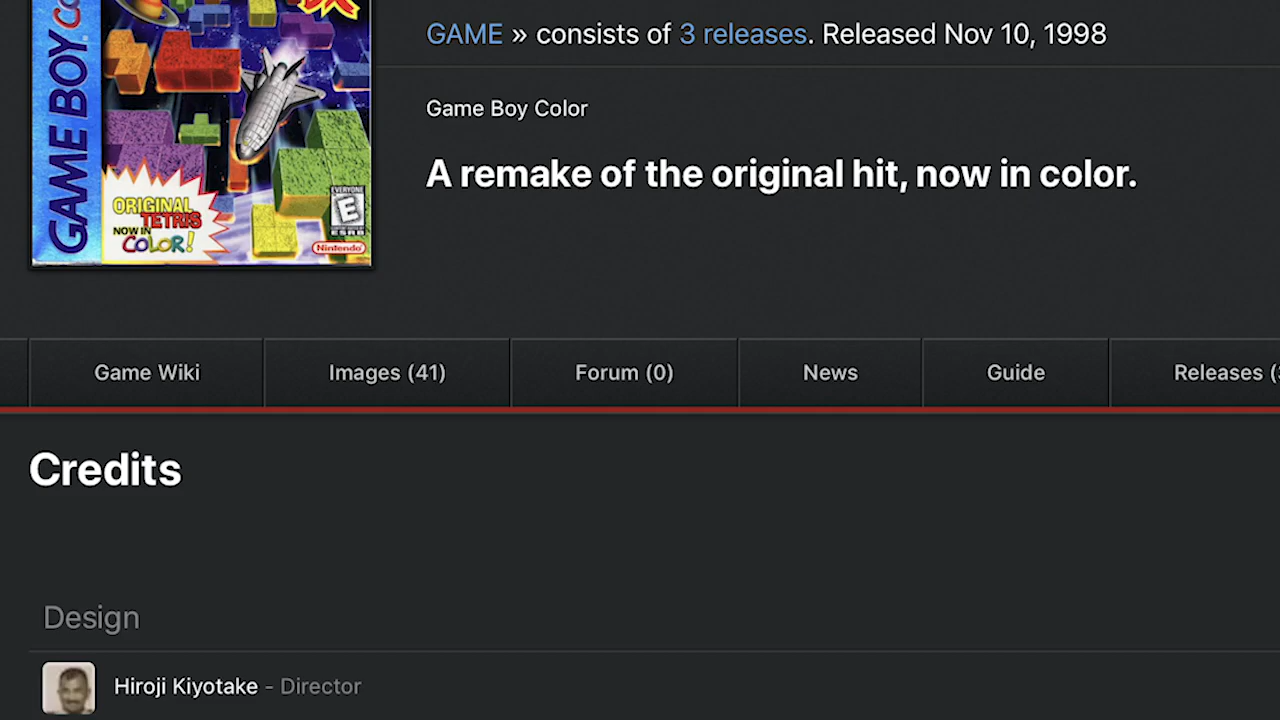 GAME » consists of 3 releases. Released Nov 10, 1998
Game Boy Color
A remake of the original hit, now in color.
GAME BOY
ORIGINAL
TETRIS
NOW IN
COLOR!
EVERYONE
E
ESRB
Nintendo
Game Wiki
Images (41)
Forum (0)
News
Guide
Releases (
Credits
Design
Hiroji Kiyotake - Director